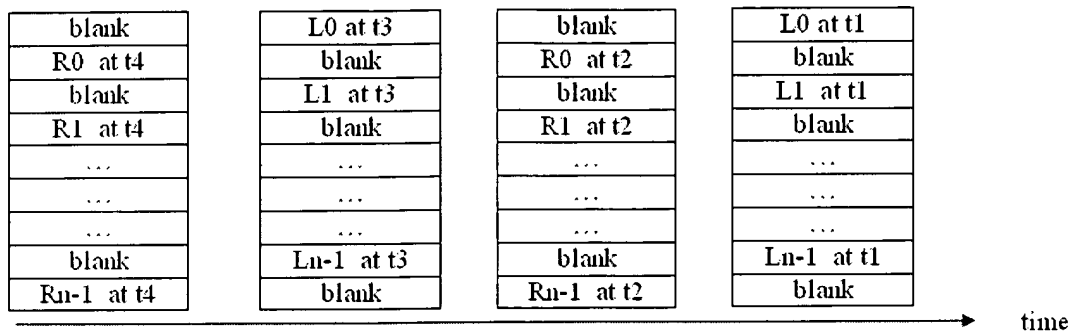 blank
R0 at t4
blank
R1 at t4
...
...
...
blank
Rn-1 at t4
L0 at t3
blank
L1 at t3
blank
...
...
...
Ln-1 at t3
blank
blank
R0 at t2
blank
R1 at t2
...
...
...
blank
Rn-1 at t2
L0 at t1
blank
L1 at t1
blank
...
...
...
Ln-1 at t1
blank
time